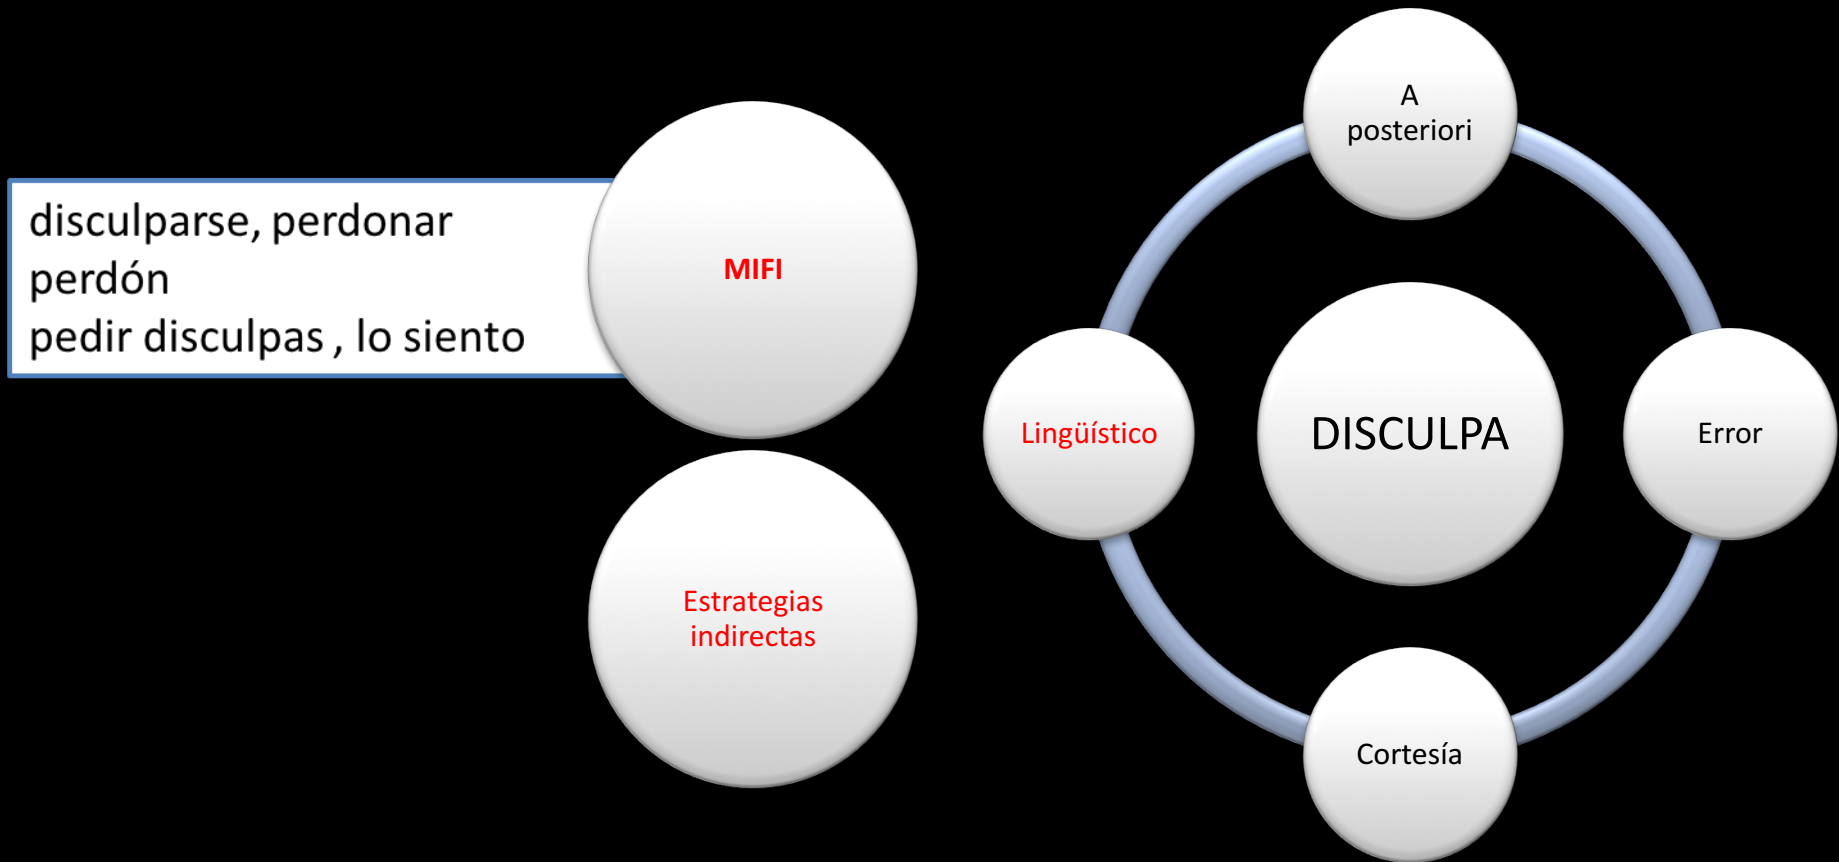 disculparse, perdonar
perdón
pedir disculpas , lo siento
MIFI
Estrategias
indirectas
A
posteriori
Lingüístico
DISCULPA
Error
Cortesía